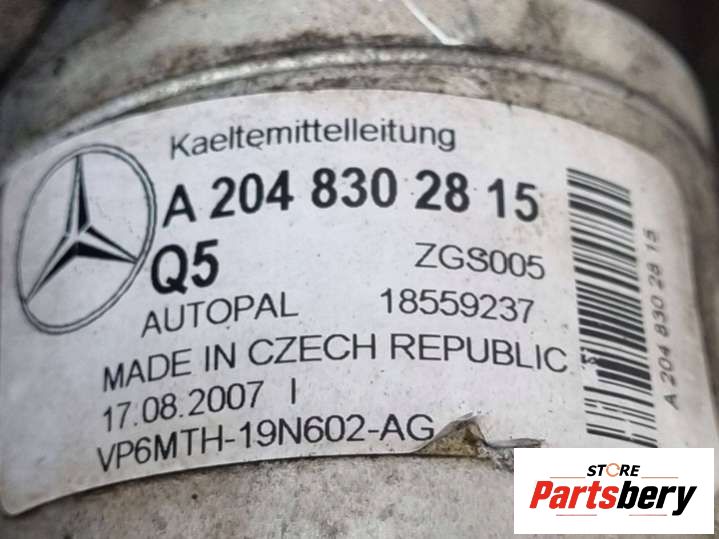 Kaeltemittelleitung
A 204 830 28 15
Q5 ZGS005
AUTOPAL 18559237
MADE IN CZECH REPUBLIC
17.08.2007 I
VP6MTH-19N602-AG
A 204 830 28 15
STORE
Partsbery